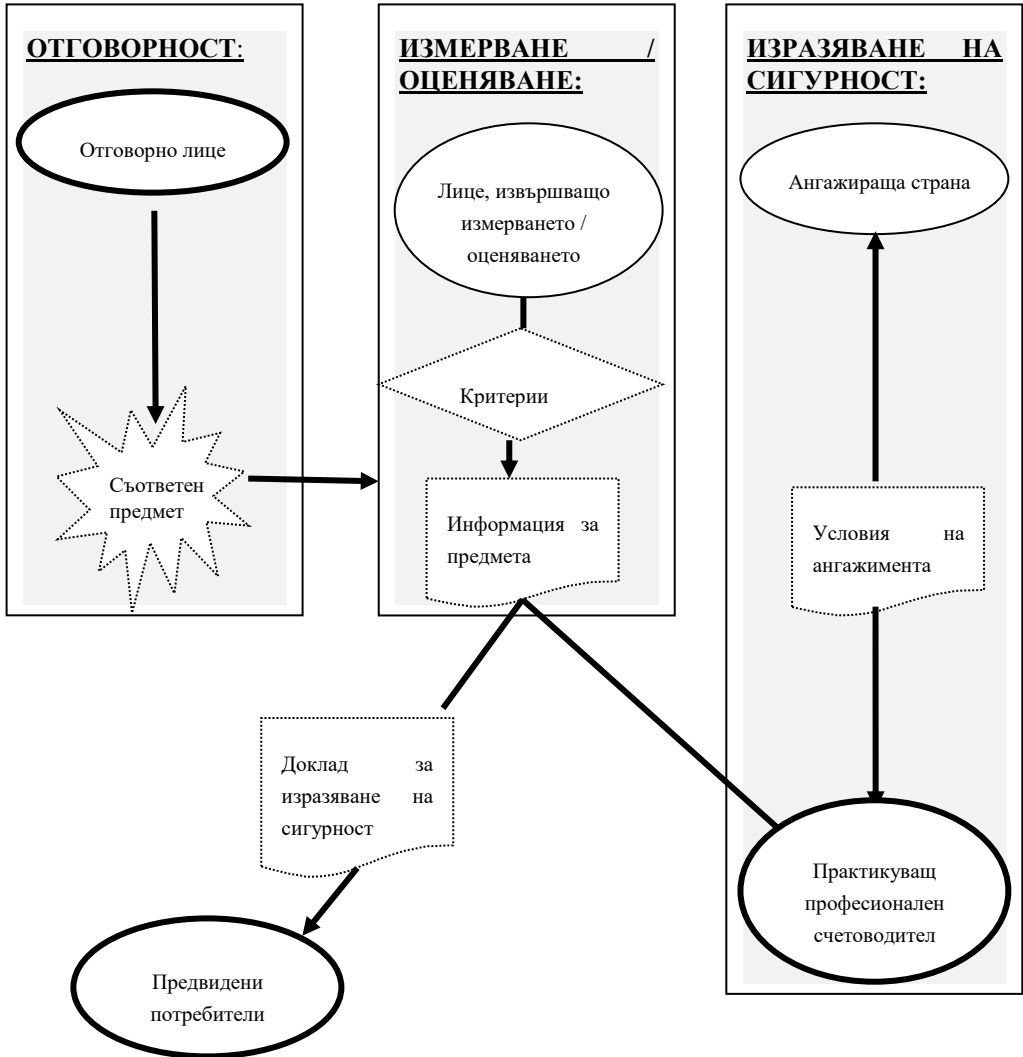 ОТГОВОРНОСТ:
Отговорно лице
Съответен
предмет
ИЗМЕРВАНЕ /
ОЦЕНЯВАНЕ:
Лице, извършващо
измерването /
оценяването
Критерии
Информация за
предмета
ИЗРАЗЯВАНЕ НА
СИГУРНОСТ:
Ангажираща страна
Условия на
ангажимента
Практикуващ
професионален
счетоводител
Доклад за
изразяване на
сигурност
Предвидени
потребители